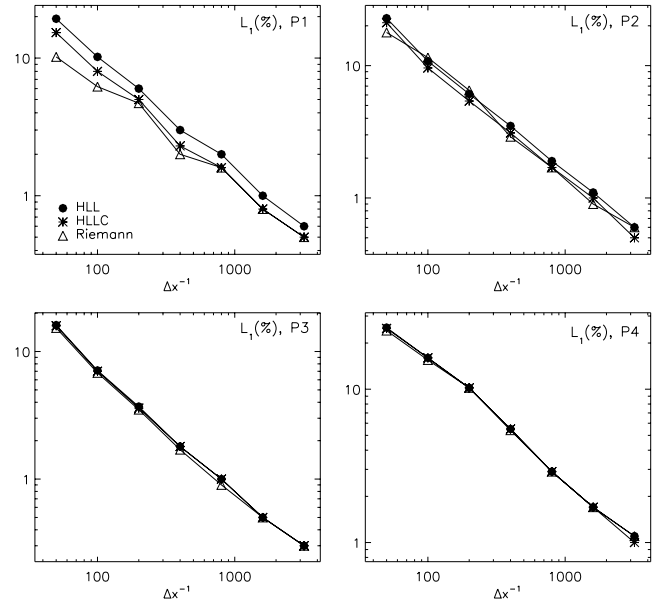 L₁(%), P1
10
1
HLL
HLLC
Riemann
100 1000
Δx⁻¹
L₁(%), P2
10
1
100 1000
Δx⁻¹
L₁(%), P3
10
1
100 1000
Δx⁻¹
L₁(%), P4
10
1
100 1000
Δx⁻¹